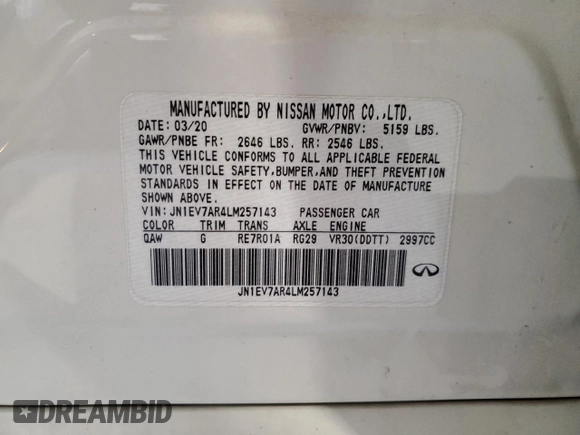 MANUFACTURED BY NISSAN MOTOR CO.,LTD.
DATE: 03/20 GVWR/PNBV: 5159 LBS.
GAWR/PNBE FR: 2646 LBS. RR: 2546 LBS.
THIS VEHICLE CONFORMS TO ALL APPLICABLE FEDERAL
MOTOR VEHICLE SAFETY,BUMPER,AND THEFT PREVENTION
STANDARDS IN EFFECT ON THE DATE OF MANUFACTURE
SHOWN ABOVE.
VIN: JN1EV7AR4LM257143 PASSENGER CAR
COLOR TRIM TRANS AXLE ENGINE
QAW G RE7R01A RG29 VR30(DDTT) 2997CC
JN1EV7AR4LM257143
DREAMBID